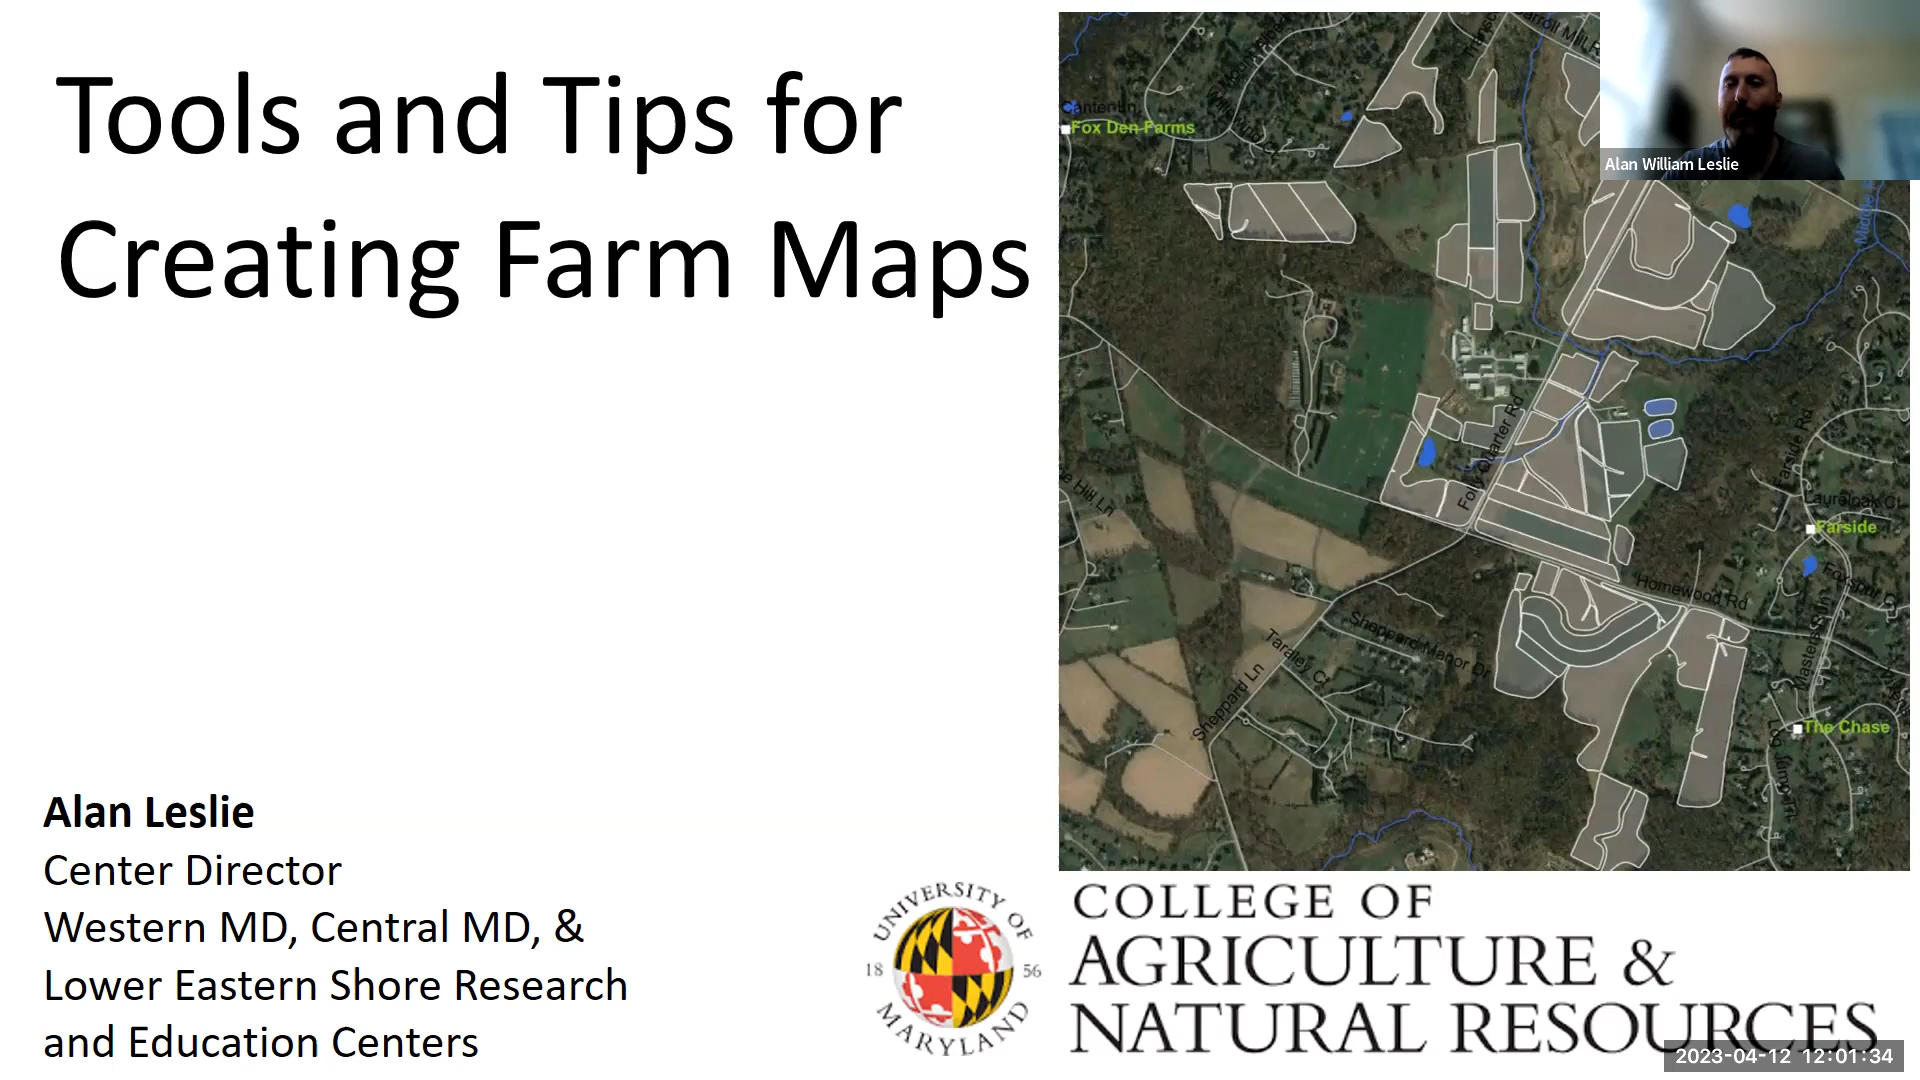 Tools and Tips for
Creating Farm Maps
Alan Leslie
Center Director
Western MD, Central MD, &
Lower Eastern Shore Research
and Education Centers
Fox Den Farms
Folly Quarter Rd
Farside Rd
Farside
Homewood Rd
Sheppard Manor Dr
Taraley Ct
Sheppard Ln
The Chase
Alan William Leslie
UNIVERSITY OF
18 56
MARYLAND
COLLEGE OF
AGRICULTURE &
NATURAL RESOURCES
2023-04-12 12:01:34